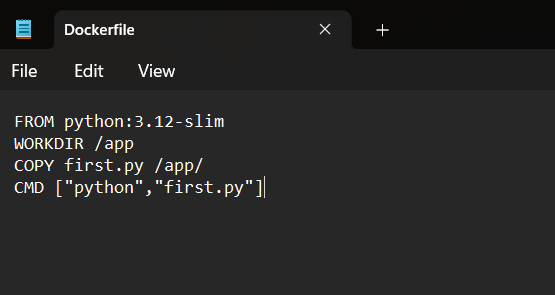 Dockerfile
File Edit View
FROM python:3.12-slim
WORKDIR /app
COPY first.py /app/
CMD ["python","first.py"]